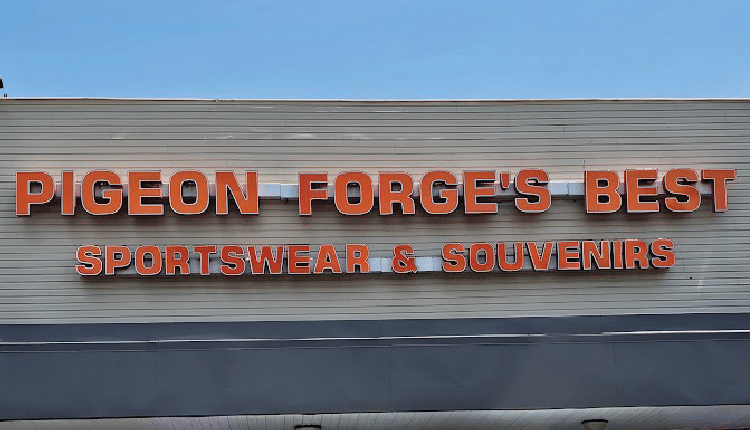 PIGEON FORGE'S BEST
SPORTSWEAR & SOUVENIRS